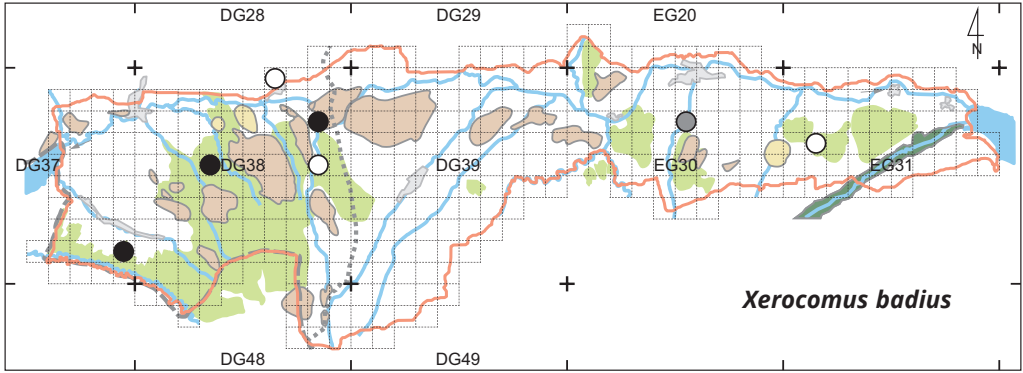 DG28 DG29 EG20
N
DG37 DG38 DG39 EG30 EG31
Xerocomus badius
DG48 DG49